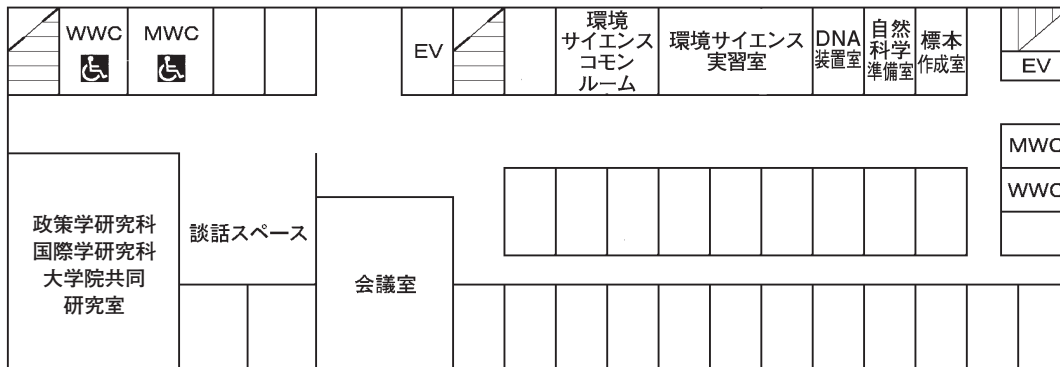 WWC
MWC
EV
環境
サイエンス
コモン
ルーム
環境サイエンス
実習室
DNA
装置室
自然
科学
準備室
標本
作成室
EV
MWC
WWC
政策学研究科
国際学研究科
大学院共同
研究室
談話スペース
会議室